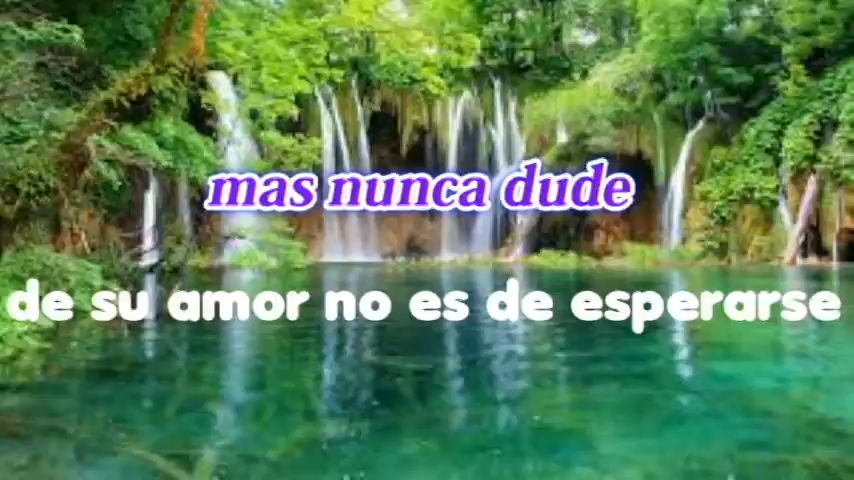 mas nunca dude
de su amor no es de esperarse